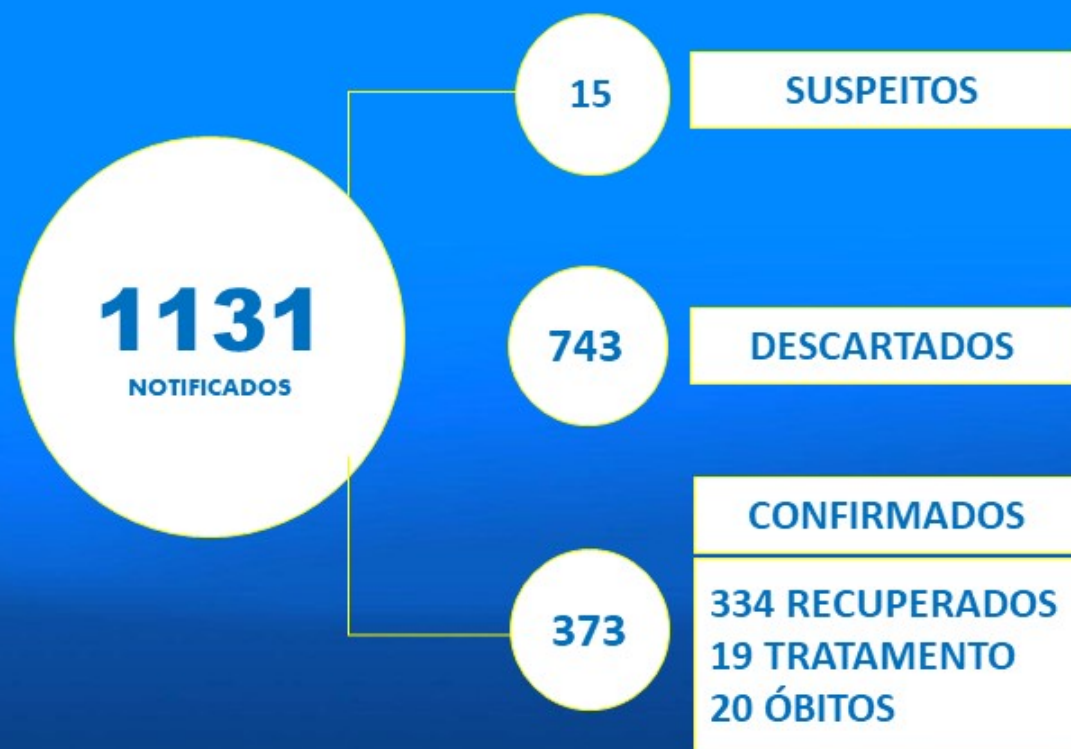 1131
NOTIFICADOS
15
SUSPEITOS
743
DESCARTADOS
373
CONFIRMADOS
334 RECUPERADOS
19 TRATAMENTO
20 ÓBITOS